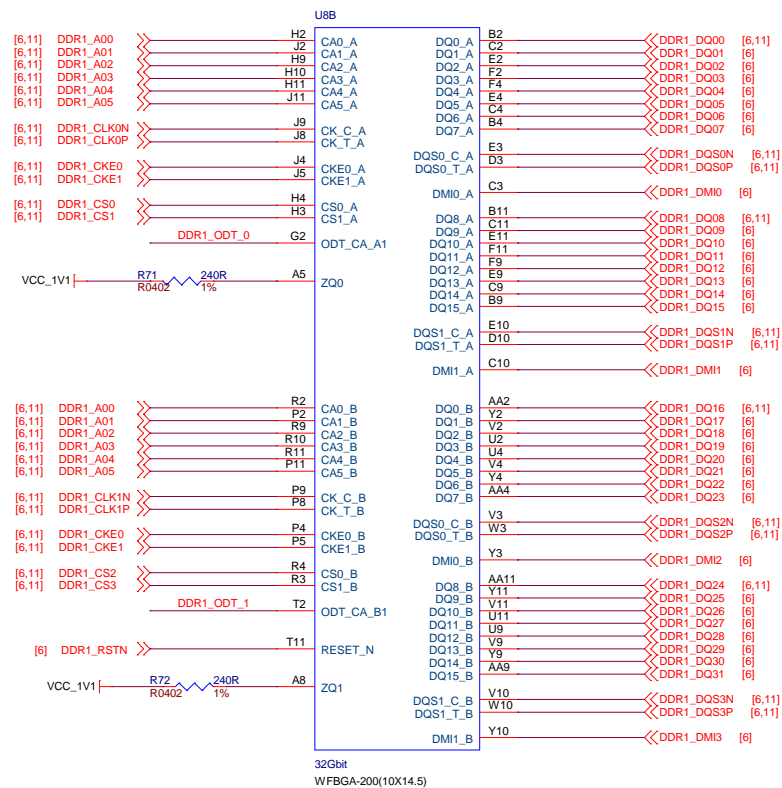 U8B
[6,11] DDR1_A00 H2 CA0_A DQ0_A B2 DDR1_DQ00 [6,11]
[6,11] DDR1_A01 J2 CA1_A DQ1_A C2 DDR1_DQ01 [6]
[6,11] DDR1_A02 H9 CA2_A DQ2_A E2 DDR1_DQ02 [6]
[6,11] DDR1_A03 H10 CA3_A DQ3_A F2 DDR1_DQ03 [6]
[6,11] DDR1_A04 H11 CA4_A DQ4_A F4 DDR1_DQ04 [6]
[6,11] DDR1_A05 J11 CA5_A DQ5_A E4 DDR1_DQ05 [6]
DQ6_A C4 DDR1_DQ06 [6]
[6,11] DDR1_CLK0N J9 CK_C_A DQ7_A B4 DDR1_DQ07 [6]
[6,11] DDR1_CLK0P J8 CK_T_A
DQS0_C_A E3 DDR1_DQS0N [6,11]
[6,11] DDR1_CKE0 J4 CKE0_A DQS0_T_A D3 DDR1_DQS0P [6,11]
[6,11] DDR1_CKE1 J5 CKE1_A
DMI0_A C3 DDR1_DMI0 [6]
[6,11] DDR1_CS0 H4 CS0_A
[6,11] DDR1_CS1 H3 CS1_A DQ8_A B11 DDR1_DQ08 [6,11]
DQ9_A C11 DDR1_DQ09 [6]
DDR1_ODT_0 G2 ODT_CA_A1 DQ10_A E11 DDR1_DQ10 [6]
DQ11_A F11 DDR1_DQ11 [6]
DQ12_A F9 DDR1_DQ12 [6]
VCC_1V1 R71 240R A5 ZQ0 DQ13_A E9 DDR1_DQ13 [6]
R0402 1% DQ14_A C9 DDR1_DQ14 [6]
DQ15_A B9 DDR1_DQ15 [6]
DQS1_C_A E10 DDR1_DQS1N [6,11]
DQS1_T_A D10 DDR1_DQS1P [6,11]
DMI1_A C10 DDR1_DMI1 [6]
[6,11] DDR1_A00 R2 CA0_B DQ0_B AA2 DDR1_DQ16 [6,11]
[6,11] DDR1_A01 P2 CA1_B DQ1_B Y2 DDR1_DQ17 [6]
[6,11] DDR1_A02 R9 CA2_B DQ2_B V2 DDR1_DQ18 [6]
[6,11] DDR1_A03 R10 CA3_B DQ3_B U2 DDR1_DQ19 [6]
[6,11] DDR1_A04 R11 CA4_B DQ4_B U4 DDR1_DQ20 [6]
[6,11] DDR1_A05 P11 CA5_B DQ5_B V4 DDR1_DQ21 [6]
DQ6_B Y4 DDR1_DQ22 [6]
[6,11] DDR1_CLK1N P9 CK_C_B DQ7_B AA4 DDR1_DQ23 [6]
[6,11] DDR1_CLK1P P8 CK_T_B
DQS0_C_B V3 DDR1_DQS2N [6,11]
[6,11] DDR1_CKE0 P4 CKE0_B DQS0_T_B W3 DDR1_DQS2P [6,11]
[6,11] DDR1_CKE1 P5 CKE1_B
DMI0_B Y3 DDR1_DMI2 [6]
[6,11] DDR1_CS2 R4 CS0_B
[6,11] DDR1_CS3 R3 CS1_B DQ8_B AA11 DDR1_DQ24 [6,11]
DQ9_B Y11 DDR1_DQ25 [6]
DDR1_ODT_1 T2 ODT_CA_B1 DQ10_B V11 DDR1_DQ26 [6]
DQ11_B U11 DDR1_DQ27 [6]
DQ12_B U9 DDR1_DQ28 [6]
[6] DDR1_RSTN T11 RESET_N DQ13_B V9 DDR1_DQ29 [6]
DQ14_B Y9 DDR1_DQ30 [6]
DQ15_B AA9 DDR1_DQ31 [6]
VCC_1V1 R72 240R A8 ZQ1
R0402 1% DQS1_C_B V10 DDR1_DQS3N [6,11]
DQS1_T_B W10 DDR1_DQS3P [6,11]
DMI1_B Y10 DDR1_DMI3 [6]
32Gbit
WFBGA-200(10X14.5)